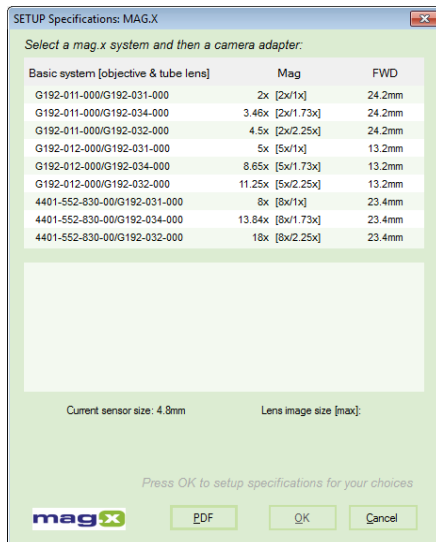 SETUP Specifications: MAG.X
Select a mag.x system and then a camera adapter:
Basic system [objective & tube lens] Mag FWD
G192-011-000/G192-031-000 2x [2x/1x] 24.2mm
G192-011-000/G192-034-000 3.46x [2x/1.73x] 24.2mm
G192-011-000/G192-032-000 4.5x [2x/2.25x] 24.2mm
G192-012-000/G192-031-000 5x [5x/1x] 13.2mm
G192-012-000/G192-034-000 8.65x [5x/1.73x] 13.2mm
G192-012-000/G192-032-000 11.25x [5x/2.25x] 13.2mm
4401-552-830-00/G192-031-000 8x [8x/1x] 23.4mm
4401-552-830-00/G192-034-000 13.84x [8x/1.73x] 23.4mm
4401-552-830-00/G192-032-000 18x [8x/2.25x] 23.4mm
Current sensor size: 4.8mm Lens image size [max]:
Press OK to setup specifications for your choices
magx PDF OK Cancel